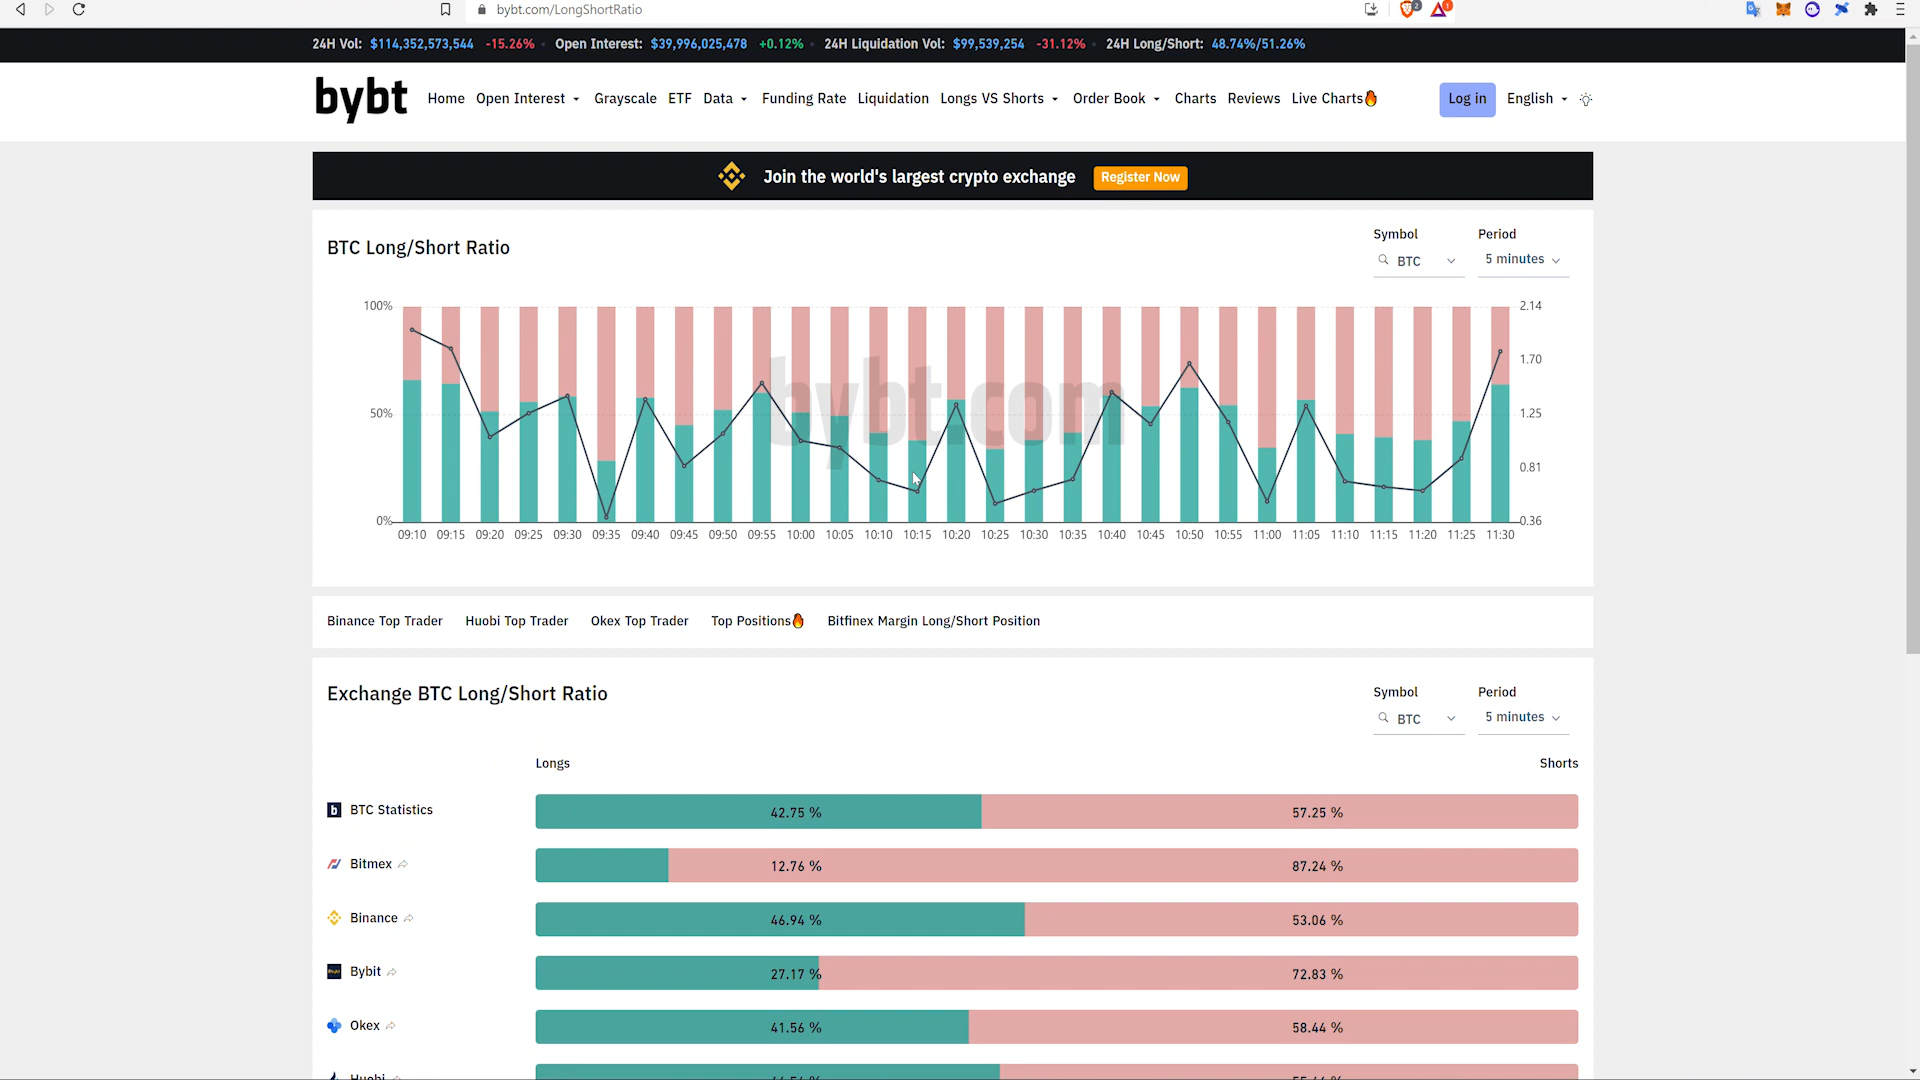 bybt.com/LongShortRatio
2
1
24H Vol: $114,352,573,544 -15.26% Open Interest: $39,996,025,478 +0.12% 24H Liquidation Vol: $99,539,254 -31.12% 24H Long/Short: 48.74%/51.26%
bybt Home Open Interest Grayscale ETF Data Funding Rate Liquidation Longs VS Shorts Order Book Charts Reviews Live Charts Log in English
Join the world's largest crypto exchange Register Now
BTC Long/Short Ratio
Symbol Period
BTC 5 minutes
100% 2.14
1.70
50% 1.25
0.81
0% 0.36
bybt.com
09:10 09:15 09:20 09:25 09:30 09:35 09:40 09:45 09:50 09:55 10:00 10:05 10:10 10:15 10:20 10:25 10:30 10:35 10:40 10:45 10:50 10:55 11:00 11:05 11:10 11:15 11:20 11:25 11:30
Binance Top Trader Huobi Top Trader Okex Top Trader Top Positions Bitfinex Margin Long/Short Position
Exchange BTC Long/Short Ratio
Symbol Period
BTC 5 minutes
Longs Shorts
BTC Statistics 42.75 % 57.25 %
Bitmex 12.76 % 87.24 %
Binance 46.94 % 53.06 %
Bybit 27.17 % 72.83 %
Okex 41.56 % 58.44 %
Huobi